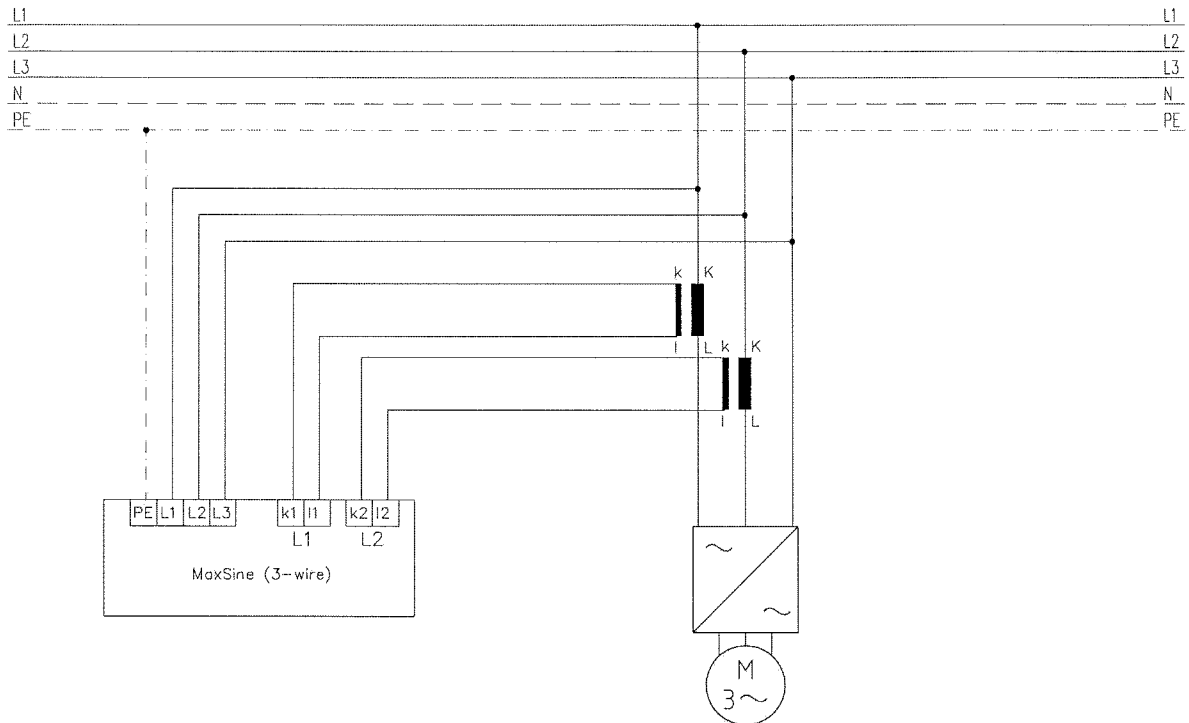 L1 L1
L2 L2
L3 L3
N N
PE PE
k K
l L k K
l L
PE L1 L2 L3 k1 l1 k2 l2
L1 L2
MaxSine (3-wire)
M
3~